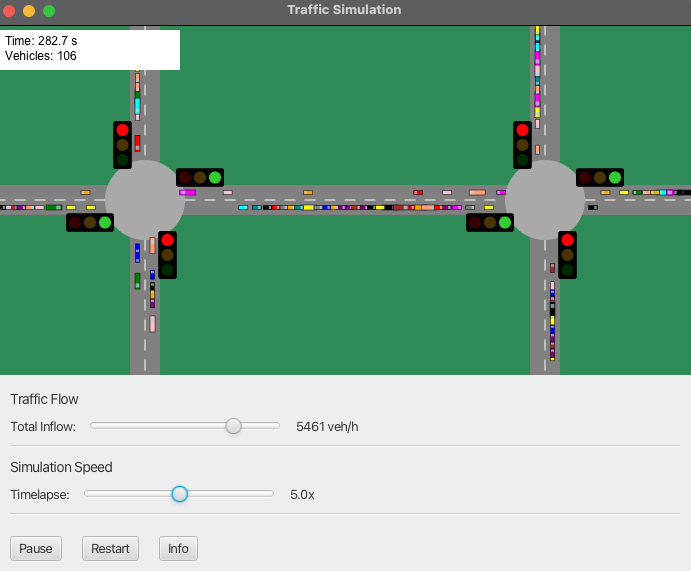 Traffic Simulation
Time: 282.7 s
Vehicles: 106
Traffic Flow
Total Inflow: 5461 veh/h
Simulation Speed
Timelapse: 5.0x
Pause Restart Info